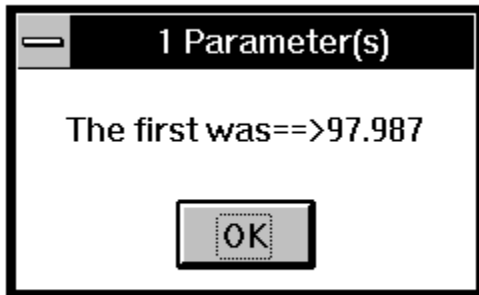 1 Parameter(s)
The first was==>97.987
OK